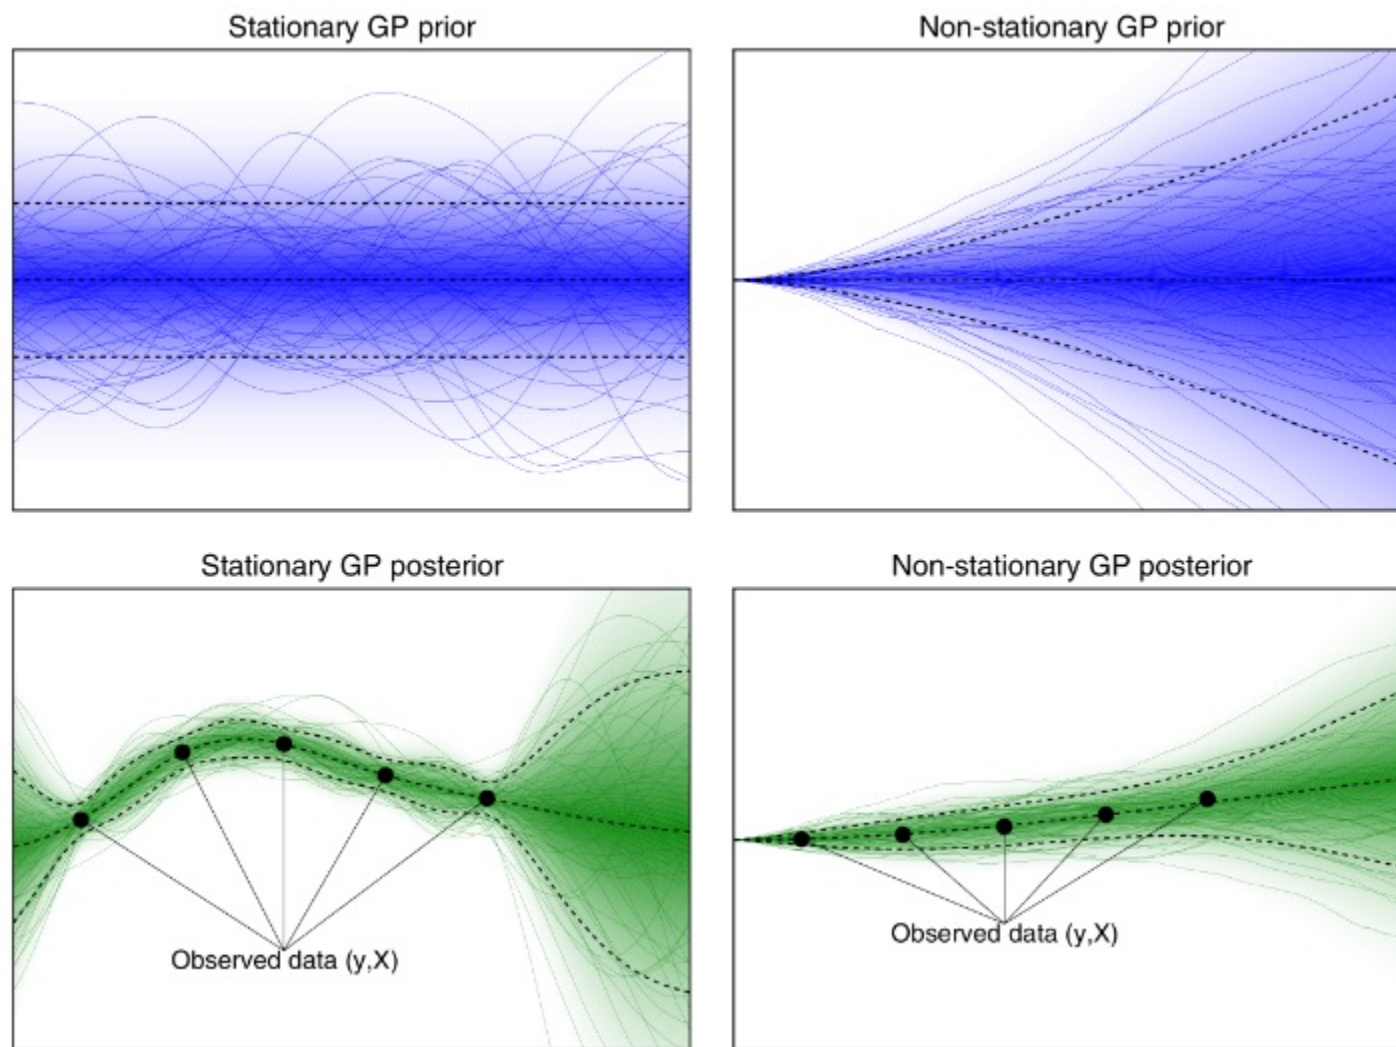 Stationary GP prior
Non-stationary GP prior
Stationary GP posterior
Non-stationary GP posterior
Observed data (y,X)
Observed data (y,X)